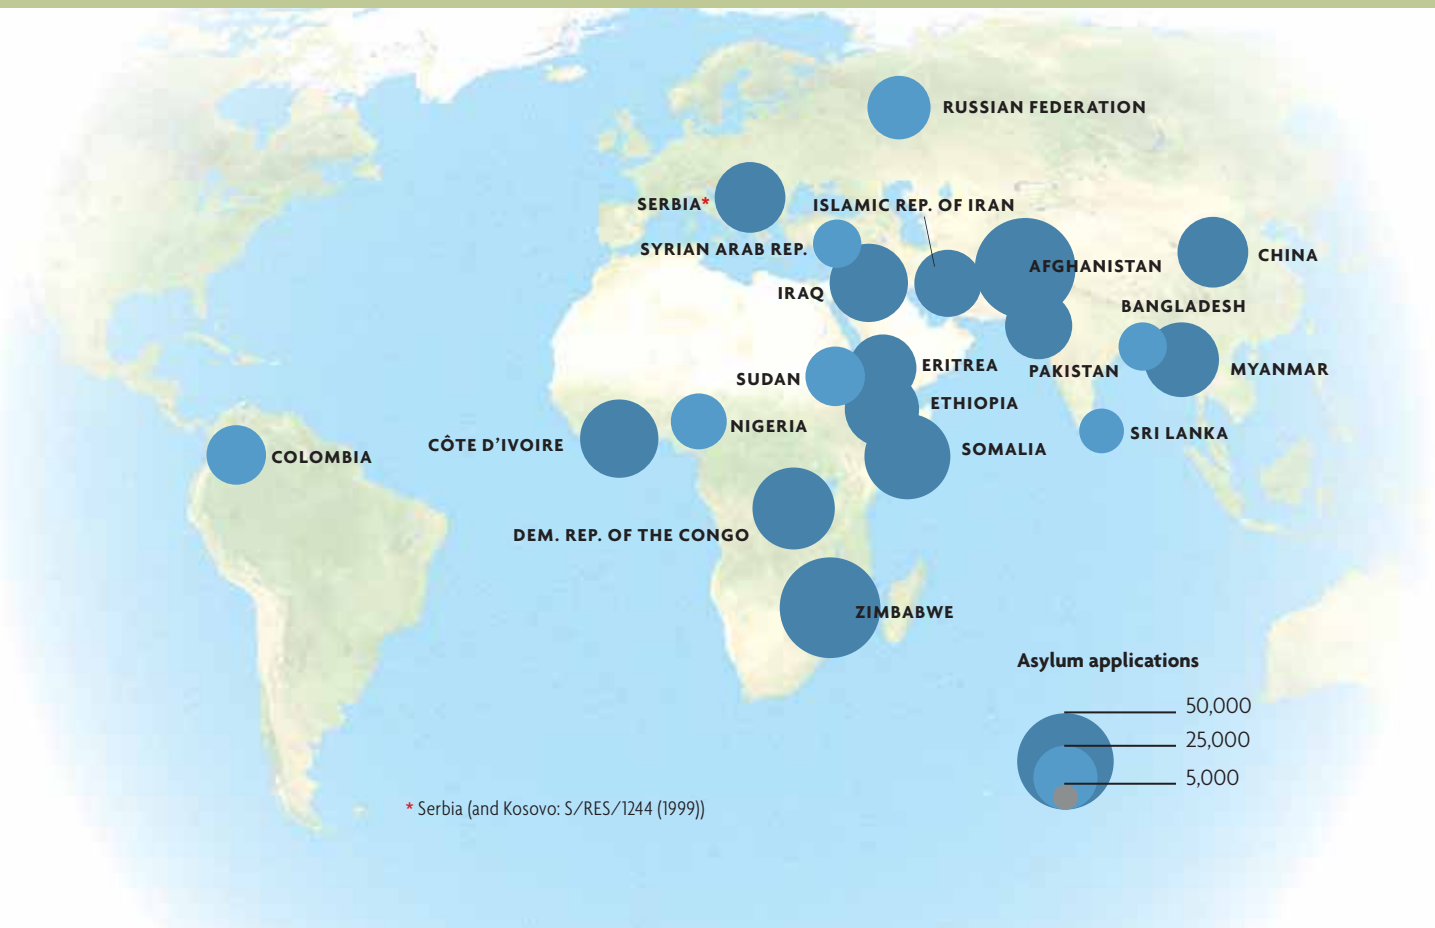 RUSSIAN FEDERATION
SERBIA*
ISLAMIC REP. OF IRAN
SYRIAN ARAB REP.
AFGHANISTAN
CHINA
IRAQ
BANGLADESH
ERITREA
PAKISTAN
MYANMAR
SUDAN
ETHIOPIA
NIGERIA
SRI LANKA
CÔTE D’IVOIRE
SOMALIA
COLOMBIA
DEM. REP. OF THE CONGO
ZIMBABWE
Asylum applications
50,000
25,000
5,000
* Serbia (and Kosovo: S/RES/1244 (1999))